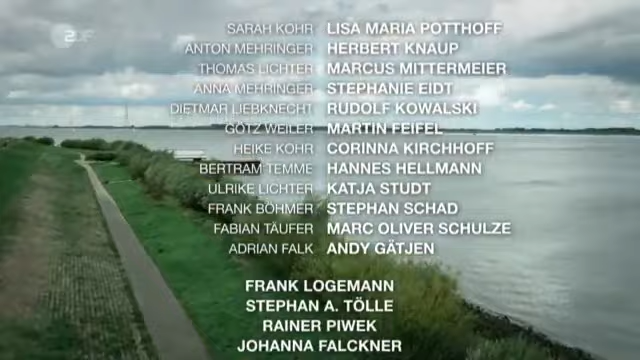 ZDF
SARAH KOHR LISA MARIA POTTHOFF
ANTON MEHRINGER HERBERT KNAUP
THOMAS LICHTER MARCUS MITTERMEIER
ANNA MEHRINGER STEPHANIE EIDT
DIETMAR LIEBKNECHT RUDOLF KOWALSKI
GÖTZ WEILER MARTIN FEIFEL
HEIKE KOHR CORINNA KIRCHHOFF
BERTRAM TEMME HANNES HELLMANN
ULRIKE LICHTER KATJA STUDT
FRANK BÖHMER STEPHAN SCHAD
FABIAN TÄUFER MARC OLIVER SCHULZE
ADRIAN FALK ANDY GÄTJEN
FRANK LOGEMANN
STEPHAN A. TÖLLE
RAINER PIWEK
JOHANNA FALCKNER